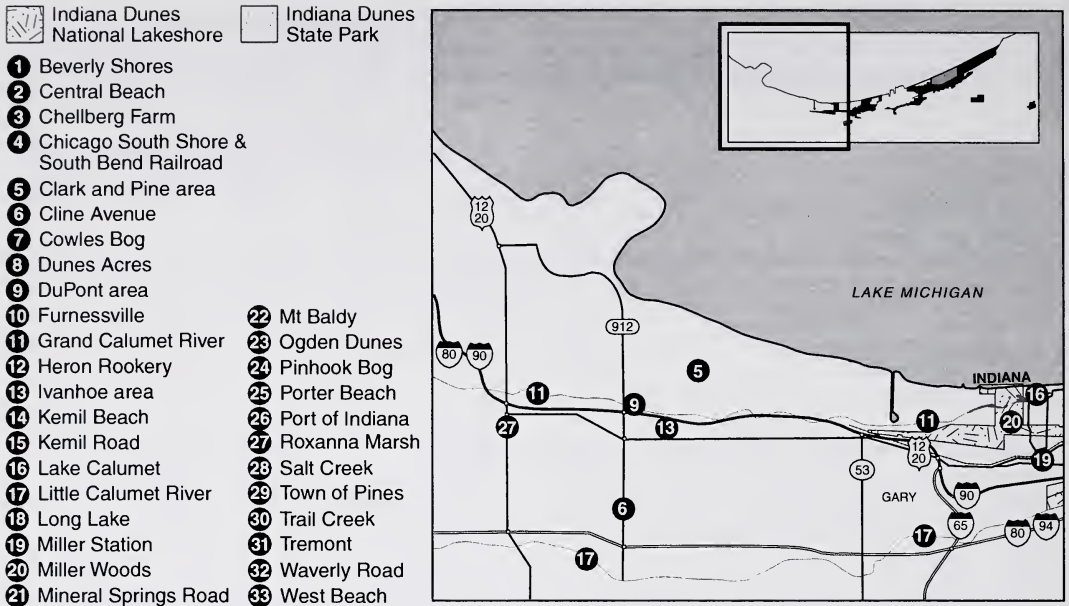 Indiana Dunes
National Lakeshore
Indiana Dunes
State Park
1 Beverly Shores
2 Central Beach
3 Chellberg Farm
4 Chicago South Shore &
South Bend Railroad
5 Clark and Pine area
6 Cline Avenue
7 Cowles Bog
8 Dunes Acres
9 DuPont area
10 Furnessville
11 Grand Calumet River
12 Heron Rookery
13 Ivanhoe area
14 Kemil Beach
15 Kemil Road
16 Lake Calumet
17 Little Calumet River
18 Long Lake
19 Miller Station
20 Miller Woods
21 Mineral Springs Road
22 Mt Baldy
23 Ogden Dunes
24 Pinhook Bog
25 Porter Beach
26 Port of Indiana
27 Roxanna Marsh
28 Salt Creek
29 Town of Pines
30 Trail Creek
31 Tremont
32 Waverly Road
33 West Beach
12
20
LAKE MICHIGAN
912
80
90
5
INDIANA
11
9
16
27
13
11
20
12
20
19
53
GARY
90
6
65
80
94
17
17